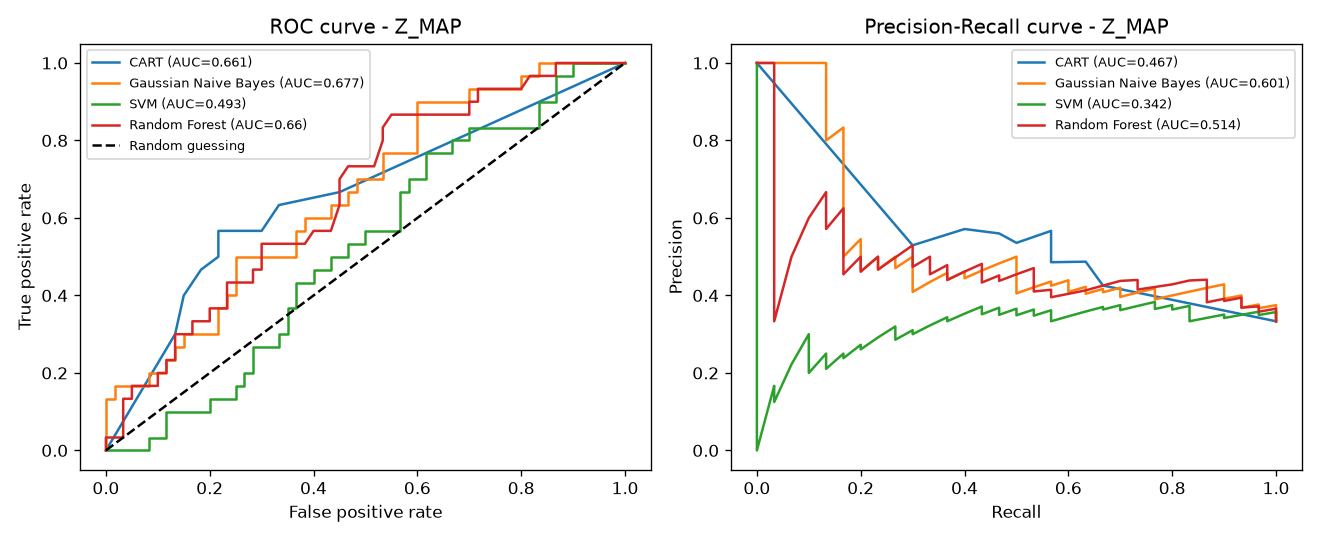 ROC curve - Z_MAP
CART (AUC=0.661)
Gaussian Naive Bayes (AUC=0.677)
SVM (AUC=0.493)
Random Forest (AUC=0.66)
Random guessing
True positive rate
1.0
0.8
0.6
0.4
0.2
0.0
0.0 0.2 0.4 0.6 0.8 1.0
False positive rate
Precision-Recall curve - Z_MAP
CART (AUC=0.467)
Gaussian Naive Bayes (AUC=0.601)
SVM (AUC=0.342)
Random Forest (AUC=0.514)
Precision
1.0
0.8
0.6
0.4
0.2
0.0
0.0 0.2 0.4 0.6 0.8 1.0
Recall